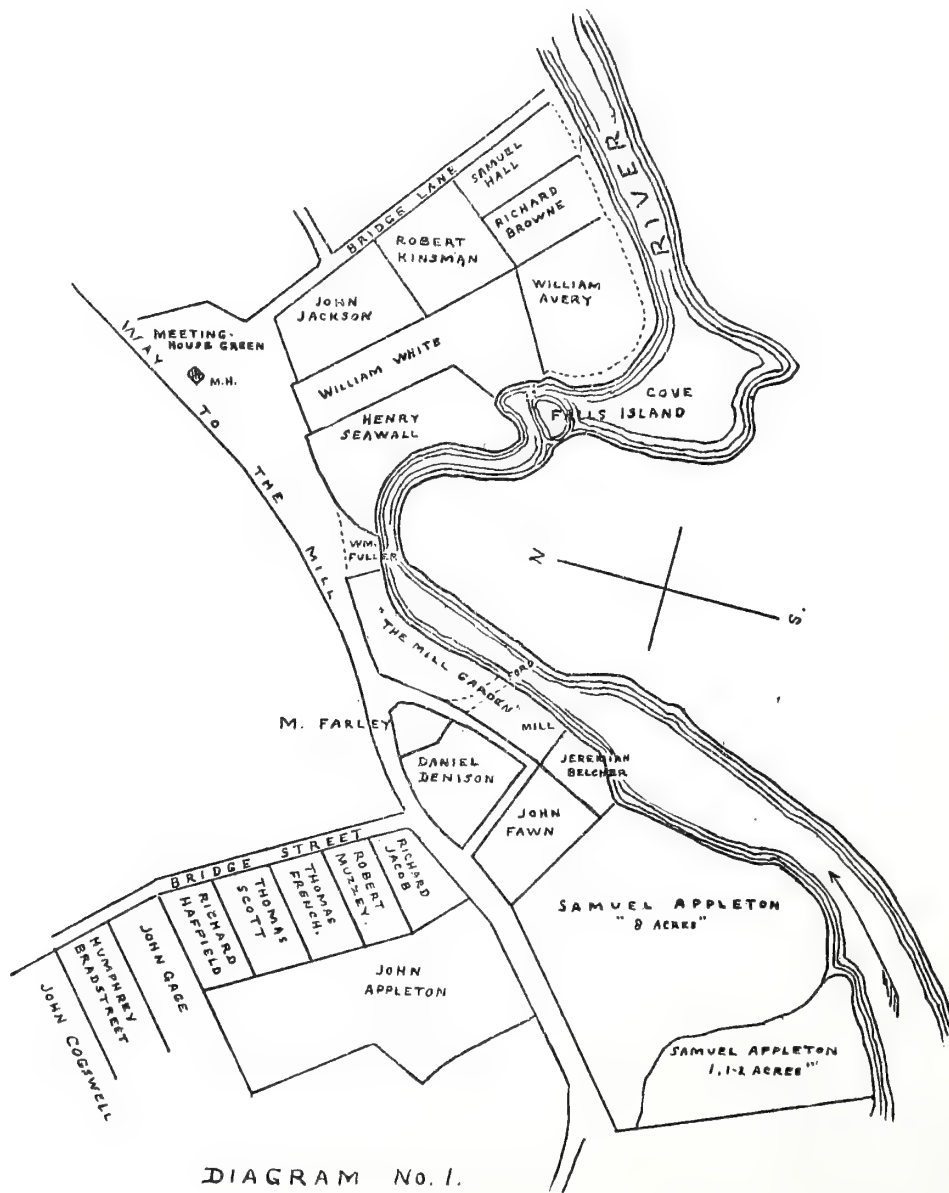 RIVER
BRIDGE LANE
SAMUEL
HALL
RICHARD
BROWNE
ROBERT
KINSMAN
WILLIAM
AVERY
JOHN
JACKSON
WAY TO THE MILL
MEETING-
HOUSE GREEN
M.H.
WILLIAM WHITE
HENRY
SEAWALL
COVE
FALLS ISLAND
WM.
FULLER
N
S.
"THE MILL GARDEN"
FORD
MILL
M. FARLEY
DANIEL
DENISON
JEREMIAH
BELCHER
JOHN
FAWN
BRIDGE STREET
RICHARD
JACOB
ROBERT
MUZZEY.
THOMAS
FRENCH.
THOMAS
SCOTT
RICHARD
HAFFIELD
JOHN GAGE
HUMPHREY
BRADSTREET
JOHN COGSWELL
JOHN
APPLETON
SAMUEL APPLETON
"8 ACRES"
SAMUEL APPLETON
1,1-2 ACRES"
DIAGRAM No. 1.